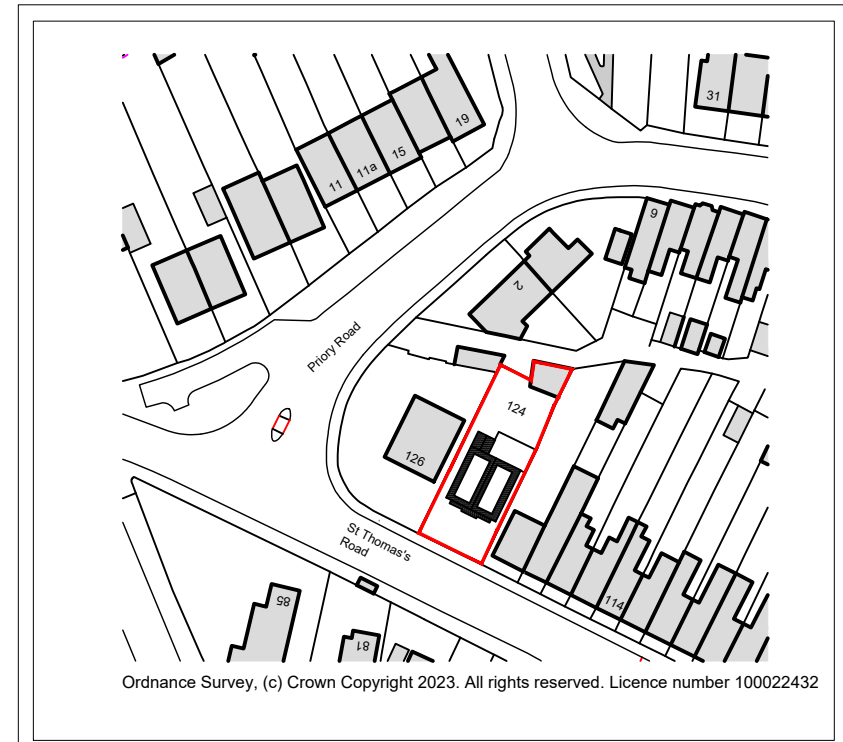 31
19
15
11a
11
9
2
Priory Road
124
126
St Thomas's
Road
114
85
81
Ordnance Survey, (c) Crown Copyright 2023. All rights reserved. Licence number 100022432